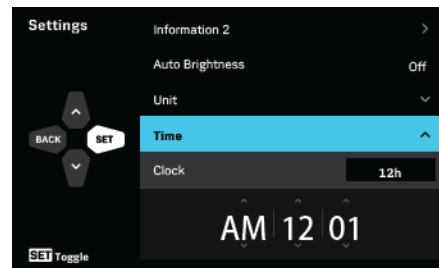 Settings
Information 2
Auto Brightness Off
Unit
BACK SET
Time
Clock 12h
AM 12 01
SET Toggle